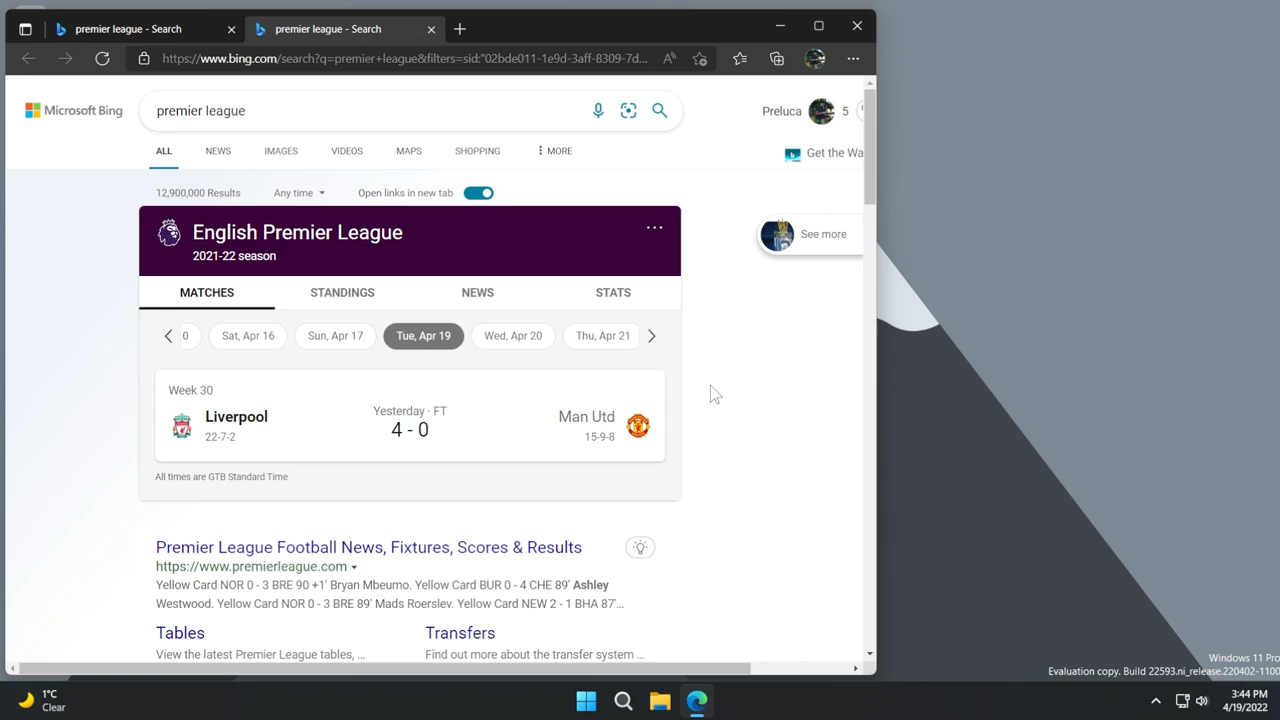 premier league - Search
premier league - Search
https://www.bing.com/search?q=premier+league&filters=sid:"02bde011-1e9d-3aff-8309-7d...
Microsoft Bing
premier league
Preluca
5
ALL
NEWS
IMAGES
VIDEOS
MAPS
SHOPPING
MORE
Get the Wa
12,900,000 Results
Any time
Open links in new tab
English Premier League
2021-22 season
See more
MATCHES
STANDINGS
NEWS
STATS
0
Sat, Apr 16
Sun, Apr 17
Tue, Apr 19
Wed, Apr 20
Thu, Apr 21
Week 30
Liverpool
22-7-2
Yesterday · FT
4 - 0
Man Utd
15-9-8
All times are GTB Standard Time
Premier League Football News, Fixtures, Scores & Results
https://www.premierleague.com
Yellow Card NOR 0 - 3 BRE 90 +1' Bryan Mbeumo. Yellow Card BUR 0 - 4 CHE 89' Ashley
Westwood. Yellow Card NOR 0 - 3 BRE 89' Mads Roerslev. Yellow Card NEW 2 - 1 BHA 87'...
Tables
View the latest Premier League tables, ...
Transfers
Find out more about the transfer system ...
Windows 11 Pro
Evaluation copy. Build 22593.ni_release.220402-1100
1°C
Clear
3:44 PM
4/19/2022